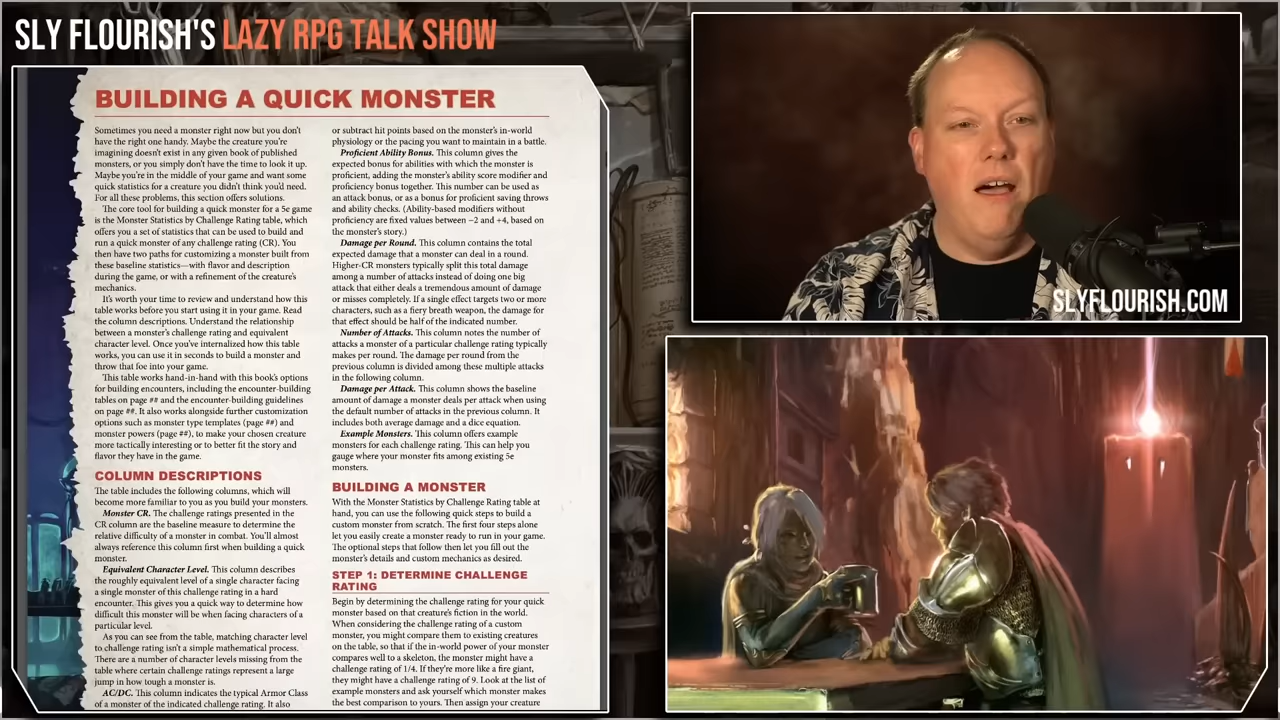 SLY FLOURISH'S LAZY RPG TALK SHOW
BUILDING A QUICK MONSTER
Sometimes you need a monster right now but you don't
have the right one handy. Maybe the creature you're
imagining doesn't exist in any given book of published
monsters, or you simply don't have the time to look it up.
Maybe you're in the middle of your game and want some
quick statistics for a creature you didn't think you'd need.
For all these problems, this section offers solutions.
The core tool for building a quick monster for a 5e game
is the Monster Statistics by Challenge Rating table, which
offers you a set of statistics that can be used to build and
run a quick monster of any challenge rating (CR). You
then have two paths for customizing a monster built from
these baseline statistics—with flavor and description
during the game, or with a refinement of the creature's
mechanics.
It's worth your time to review and understand how this
table works before you start using it in your game. Read
the column descriptions. Understand the relationship
between a monster's challenge rating and equivalent
character level. Once you've internalized how this table
works, you can use it in seconds to build a monster and
throw that foe into your game.
This table works hand-in-hand with this book's options
for building encounters, including the encounter-building
tables on page ## and the encounter-building guidelines
on page ##. It also works alongside further customization
options such as monster type templates (page ##) and
monster powers (page ##), to make your chosen creature
more tactically interesting or to better fit the story and
flavor they have in the game.
COLUMN DESCRIPTIONS
The table includes the following columns, which will
become more familiar to you as you build your monsters.
Monster CR. The challenge ratings presented in the
CR column are the baseline measure to determine the
relative difficulty of a monster in combat. You'll almost
always reference this column first when building a quick
monster.
Equivalent Character Level. This column describes
the roughly equivalent level of a single character facing
a single monster of this challenge rating in a hard
encounter. This gives you a quick way to determine how
difficult this monster will be when facing characters of a
particular level.
As you can see from the table, matching character level
to challenge rating isn't a simple mathematical process.
There are a number of character levels missing from the
table where certain challenge ratings represent a large
jump in how tough a monster is.
AC/DC. This column indicates the typical Armor Class
of a monster of the indicated challenge rating. It also
or subtract hit points based on the monster's in-world
physiology or the pacing you want to maintain in a battle.
Proficient Ability Bonus. This column gives the
expected bonus for abilities with which the monster is
proficient, adding the monster's ability score modifier and
proficiency bonus together. This number can be used as
an attack bonus, or as a bonus for proficient saving throws
and ability checks. (Ability-based modifiers without
proficiency are fixed values between −2 and +4, based on
the monster's story.)
Damage per Round. This column contains the total
expected damage that a monster can deal in a round.
Higher-CR monsters typically split this total damage
among a number of attacks instead of doing one big
attack that either deals a tremendous amount of damage
or misses completely. If a single effect targets two or more
characters, such as a fiery breath weapon, the damage for
that effect should be half of the indicated number.
Number of Attacks. This column notes the number of
attacks a monster of a particular challenge rating typically
makes per round. The damage per round from the
previous column is divided among these multiple attacks
in the following column.
Damage per Attack. This column shows the baseline
amount of damage a monster deals per attack when using
the default number of attacks in the previous column. It
includes both average damage and a dice equation.
Example Monsters. This column offers example
monsters for each challenge rating. This can help you
gauge where your monster fits among existing 5e
monsters.
BUILDING A MONSTER
With the Monster Statistics by Challenge Rating table at
hand, you can use the following quick steps to build a
custom monster from scratch. The first four steps alone
let you easily create a monster ready to run in your game.
The optional steps that follow then let you fill out the
monster's details and custom mechanics as desired.
STEP 1: DETERMINE CHALLENGE
RATING
Begin by determining the challenge rating for your quick
monster based on that creature's fiction in the world.
When considering the challenge rating of a custom
monster, you might compare them to existing creatures
on the table, so that if the in-world power of your monster
compares well to a skeleton, the monster might have a
challenge rating of 1/4. If they're more like a fire giant,
they might have a challenge rating of 9. Look at the list of
example monsters and ask yourself which monster makes
the best comparison to yours. Then assign your creature
SLYFLOURISH.COM